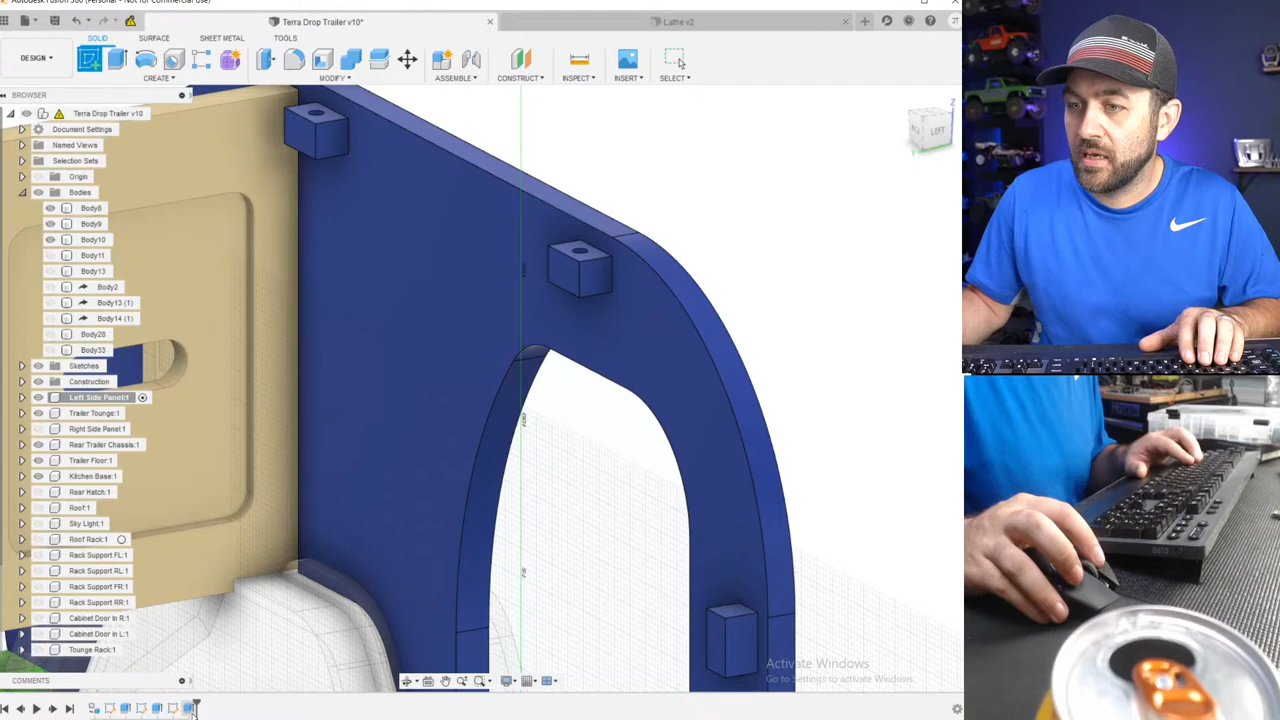 Autodesk Fusion 360 (Personal - Not for Commercial Use)
Terra Drop Trailer v10*
Lathe v2
JT
SOLID
SURFACE
SHEET METAL
TOOLS
DESIGN
CREATE
MODIFY
ASSEMBLE
CONSTRUCT
INSPECT
INSERT
SELECT
BROWSER
Terra Drop Trailer v10
Document Settings
Named Views
Selection Sets
Origin
Bodies
Body8
Body9
Body10
Body11
Body13
Body2
Body13 (1)
Body14 (1)
Body28
Body33
Sketches
Construction
Left Side Panel:1
Trailer Tounge:1
Right Side Panel:1
Rear Trailer Chassis:1
Trailer Floor:1
Kitchen Base:1
Rear Hatch:1
Roof:1
Sky Light:1
Roof Rack:1
Rack Support FL:1
Rack Support RL:1
Rack Support FR:1
Rack Support RR:1
Cabinet Door in R:1
Cabinet Door in L:1
Tounge Rack:1
COMMENTS
LEFT
Z
100
75
Activate Windows
Go to Settings to activate Windows.
G613